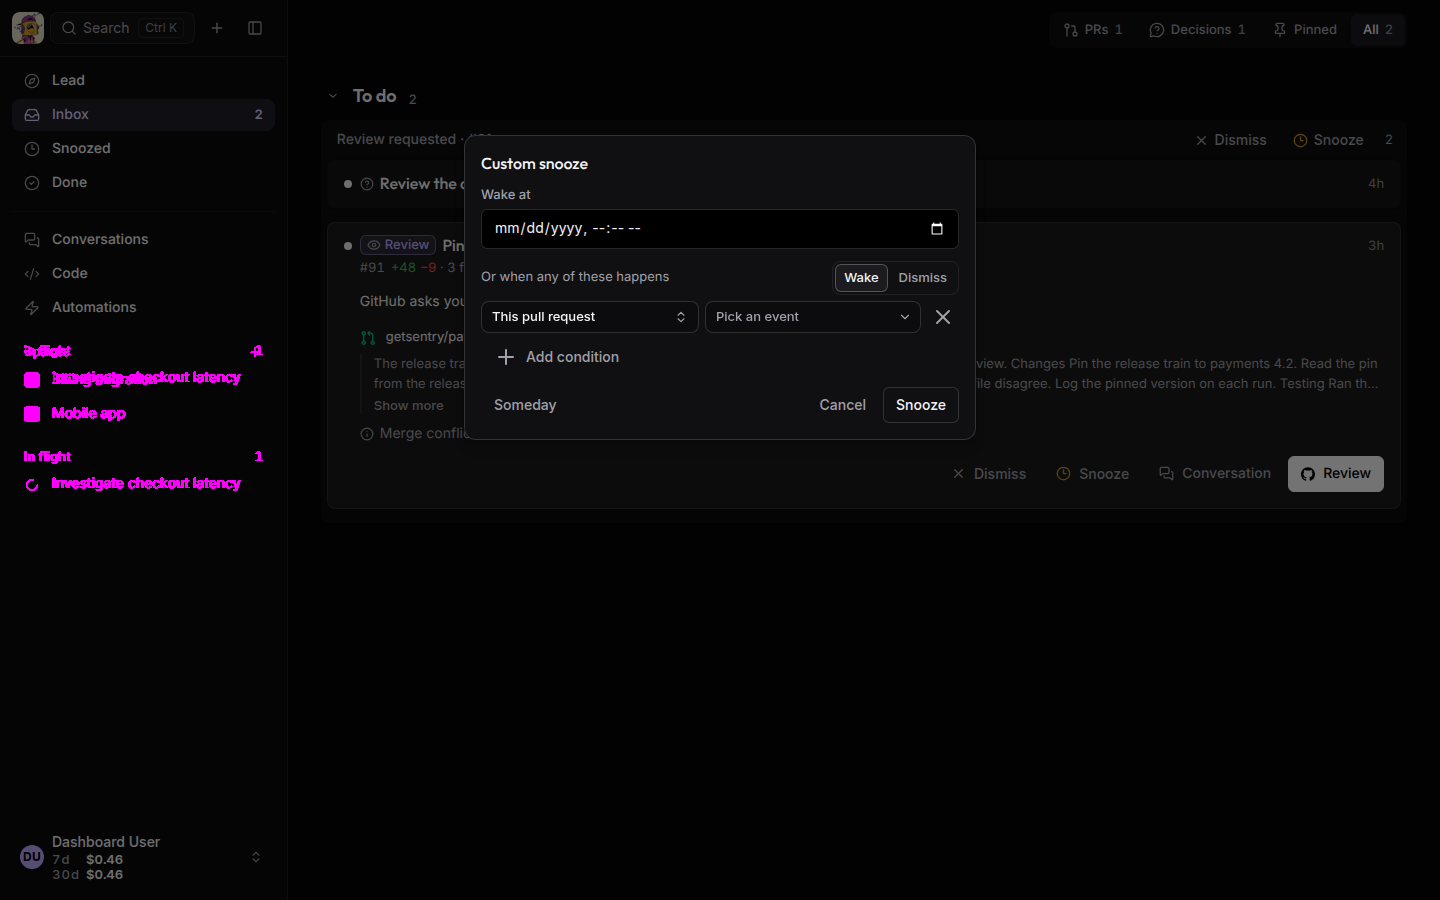 Search Ctrl K
PRs 1
Decisions 1
Pinned
All 2
Lead
Inbox 2
Snoozed
Done
Conversations
Code
Automations
Mobile app
In flight 1
Investigate checkout latency
Dashboard User
DU
7d $0.46
30d $0.46
To do 2
Review requested ·
Dismiss
Snooze
2
Review the
4h
Review
3h
#91 +48 −9 · 3
GitHub asks you
getsentry/pa
The release tra
view. Changes Pin the release train to payments 4.2. Read the pin
from the releas
file disagree. Log the pinned version on each run. Testing Ran th...
Show more
Merge confli
Dismiss
Snooze
Conversation
Review
Custom snooze
Wake at
mm/dd/yyyy, --:-- --
Or when any of these happens
Wake
Dismiss
This pull request
Pick an event
Add condition
Someday
Cancel
Snooze